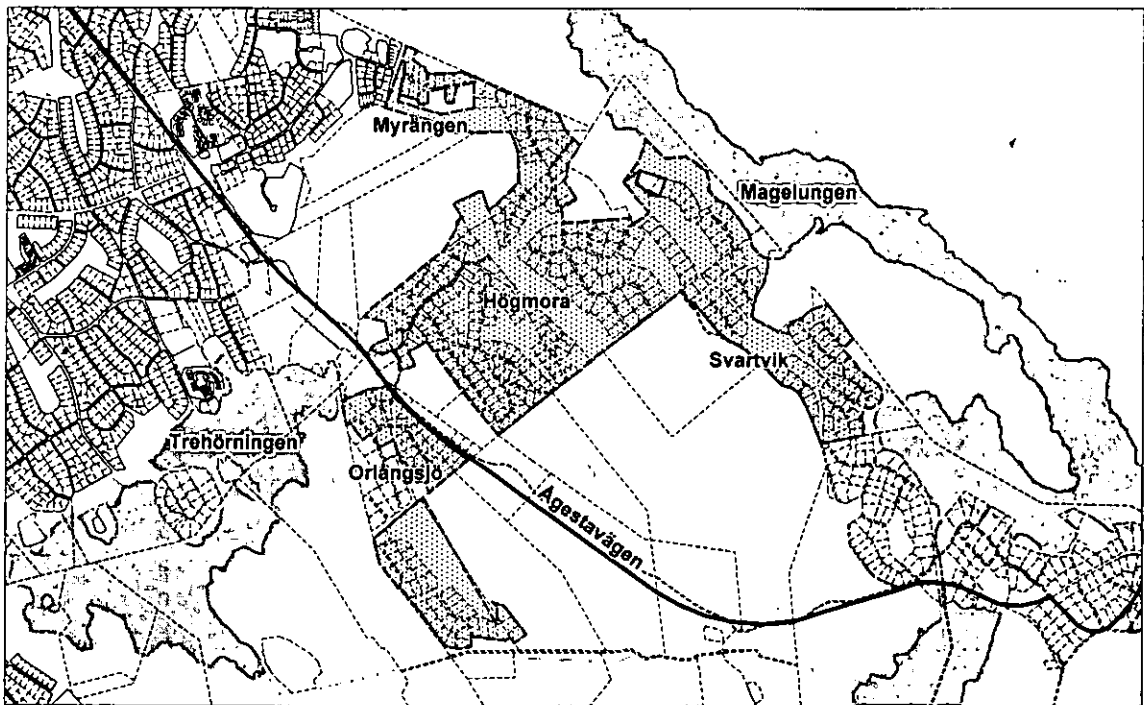 Myrängen
Magelungen
Högmora
Svartvik
Trehörningen
Orlångsjö
Ågestavägen